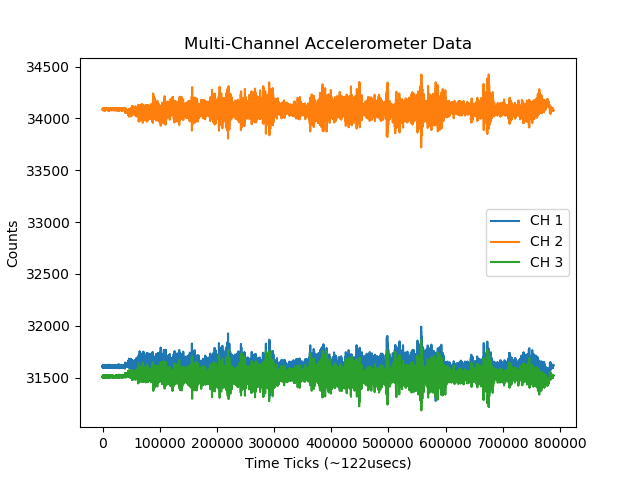 Multi-Channel Accelerometer Data
34500
34000
33500
33000
32500
32000
31500
Counts
CH 1
CH 2
CH 3
0 100000 200000 300000 400000 500000 600000 700000 800000
Time Ticks (~122usecs)